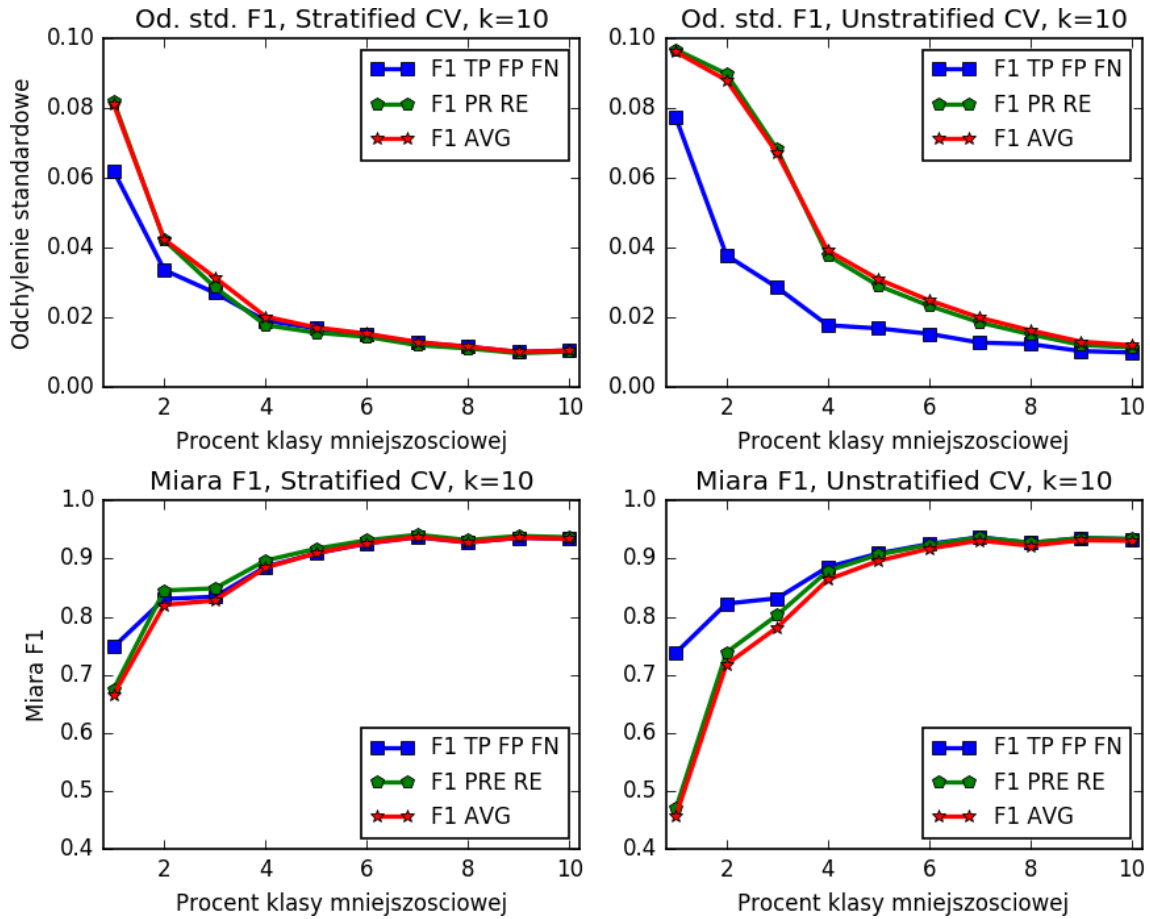 Od. std. F1, Stratified CV, k=10
Odchylenie standardowe
0.10
0.08
0.06
0.04
0.02
0.00
F1 TP FP FN
F1 PR RE
F1 AVG
2 4 6 8 10
Procent klasy mniejszosciowej
Od. std. F1, Unstratified CV, k=10
0.10
0.08
0.06
0.04
0.02
0.00
F1 TP FP FN
F1 PR RE
F1 AVG
2 4 6 8 10
Procent klasy mniejszosciowej
Miara F1, Stratified CV, k=10
Miara F1
1.0
0.9
0.8
0.7
0.6
0.5
0.4
F1 TP FP FN
F1 PRE RE
F1 AVG
2 4 6 8 10
Procent klasy mniejszosciowej
Miara F1, Unstratified CV, k=10
1.0
0.9
0.8
0.7
0.6
0.5
0.4
F1 TP FP FN
F1 PRE RE
F1 AVG
2 4 6 8 10
Procent klasy mniejszosciowej